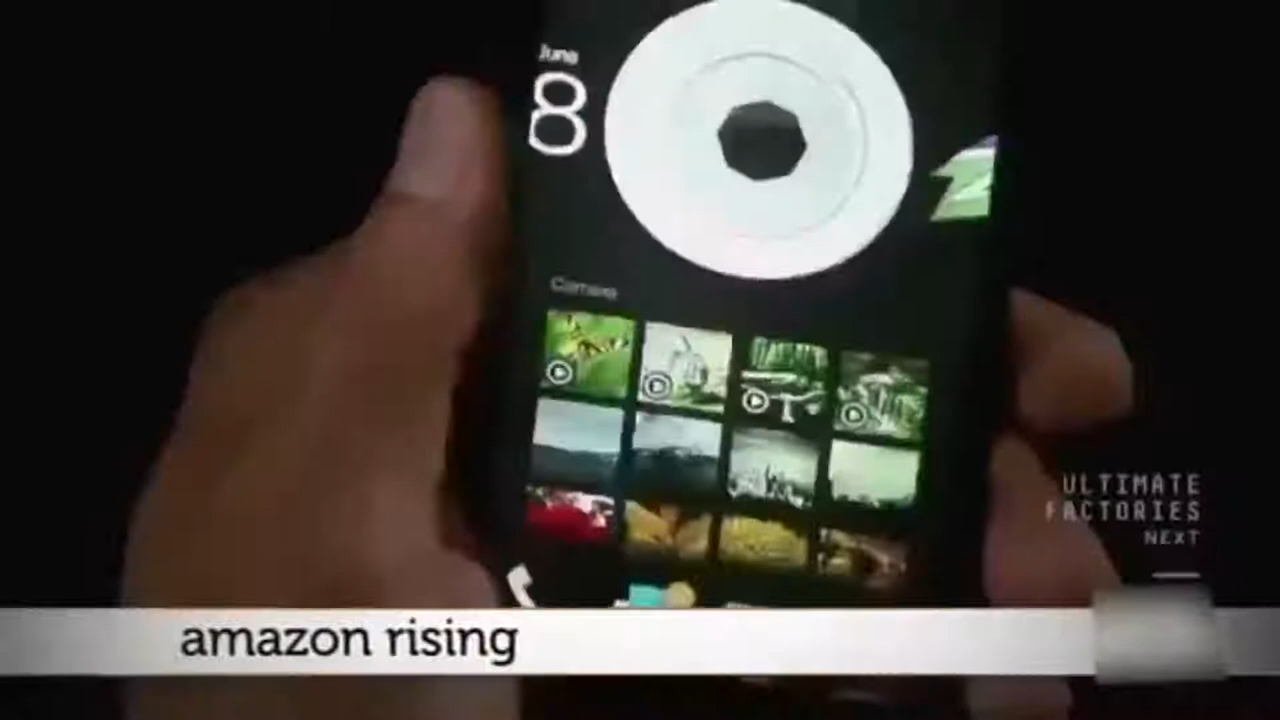 June
8
Camera
ULTIMATE
FACTORIES
NEXT
amazon rising